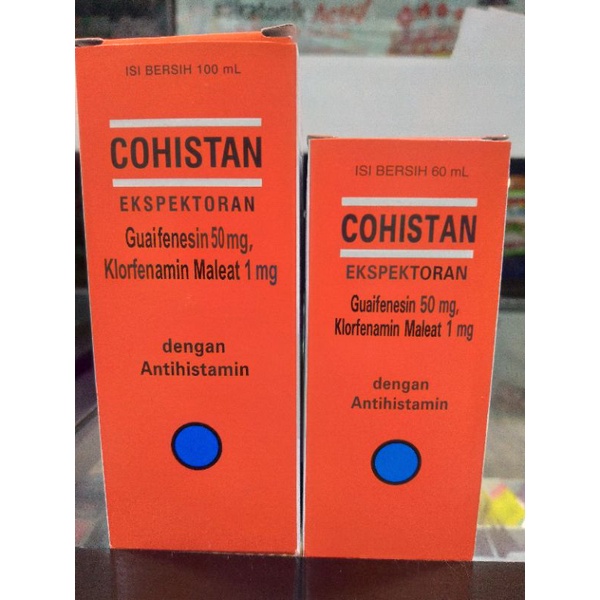 ISI BERSIH 100 mL
COHISTAN
EKSPEKTORAN
Guaifenesin 50 mg,
Klorfenamin Maleat 1 mg
dengan
Antihistamin
ISI BERSIH 60 mL
COHISTAN
EKSPEKTORAN
Guaifenesin 50 mg,
Klorfenamin Maleat 1 mg
dengan
Antihistamin